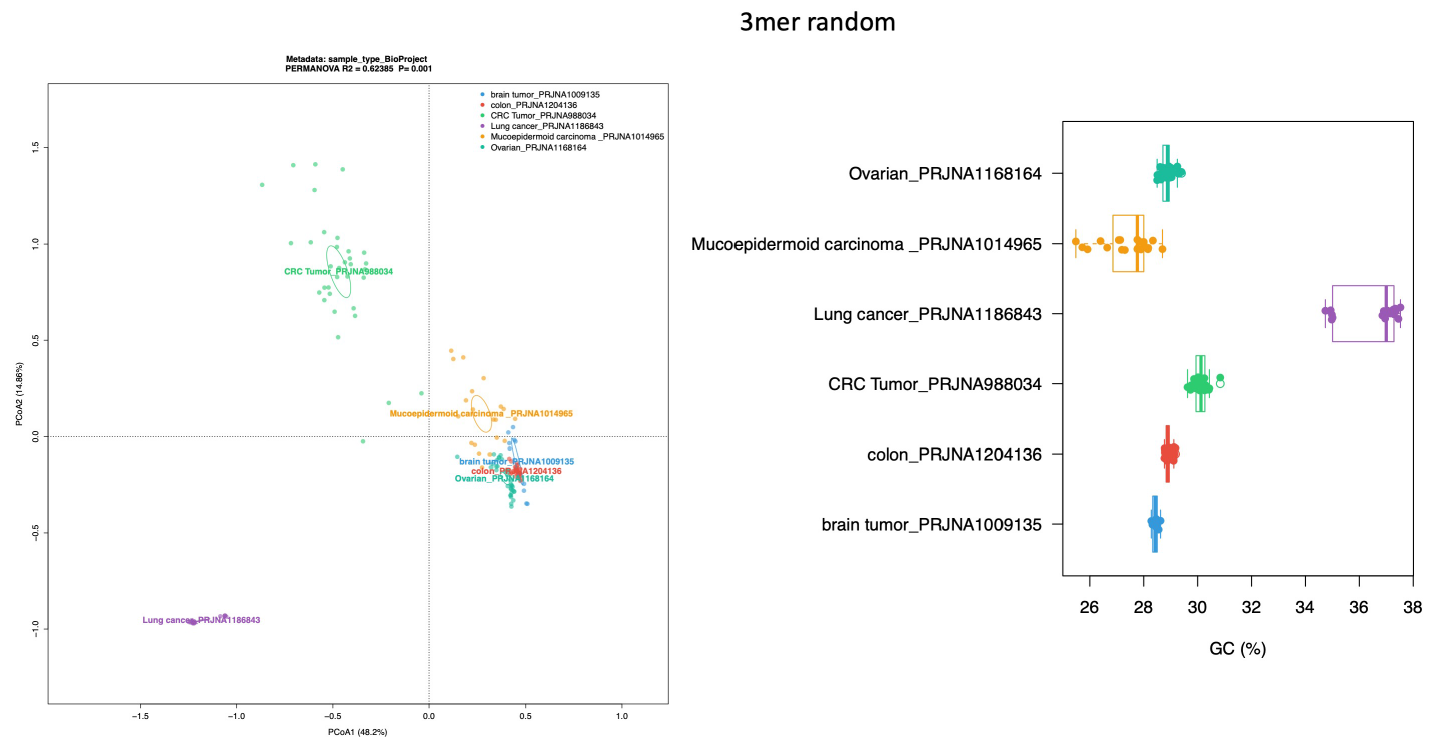 3mer random
Metadata: sample_type_BioProject
PERMANOVA R2 = 0.62385 P= 0.001
brain tumor_PRJNA1009135
colon_PRJNA1204136
CRC Tumor_PRJNA988034
Lung cancer_PRJNA1186843
Mucoepidermoid carcinoma _PRJNA1014965
Ovarian_PRJNA1168164
CRC Tumor_PRJNA988034
Mucoepidermoid carcinoma _PRJNA1014965
brain tumor_PRJNA1009135
colon_PRJNA1204136
Ovarian_PRJNA1168164
Lung cancer_PRJNA1186843
PCoA2 (14.86%)
1.5
1.0
0.5
0.0
−0.5
−1.0
−1.5 −1.0 −0.5 0.0 0.5 1.0
PCoA1 (48.2%)
Ovarian_PRJNA1168164
Mucoepidermoid carcinoma _PRJNA1014965
Lung cancer_PRJNA1186843
CRC Tumor_PRJNA988034
colon_PRJNA1204136
brain tumor_PRJNA1009135
26 28 30 32 34 36 38
GC (%)